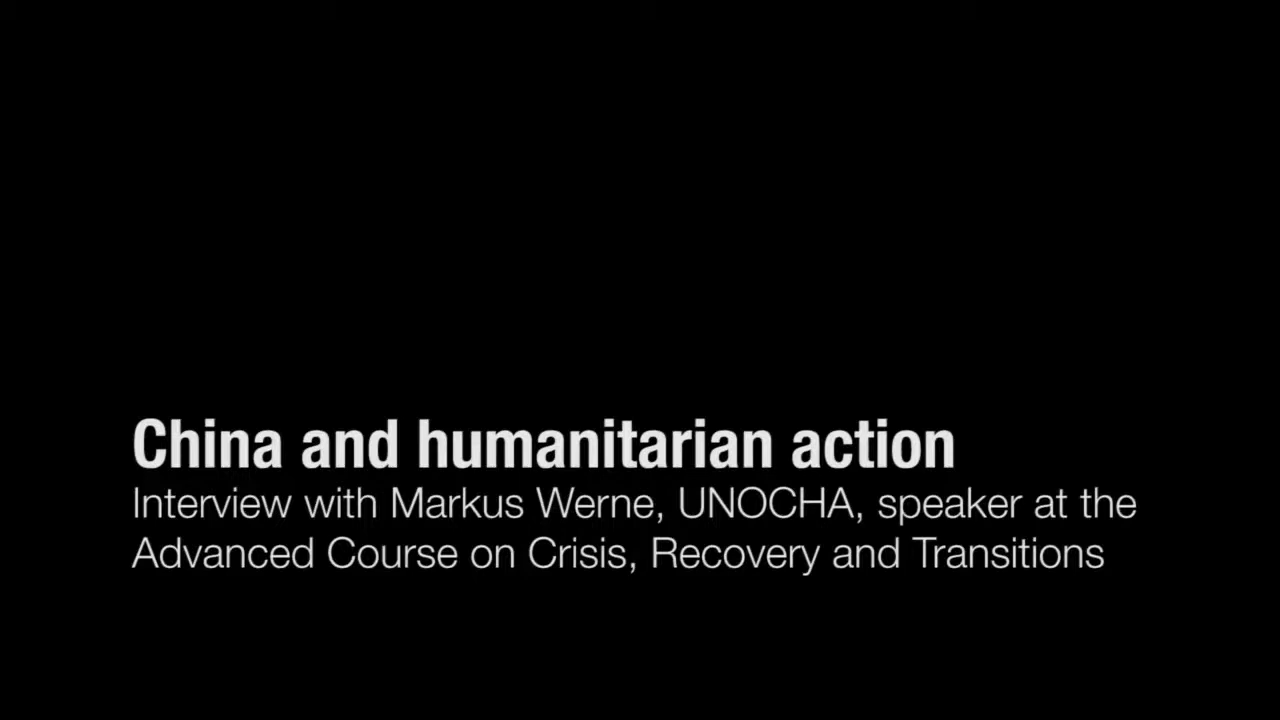 China and humanitarian action
Interview with Markus Werne, UNOCHA, speaker at the
Advanced Course on Crisis, Recovery and Transitions